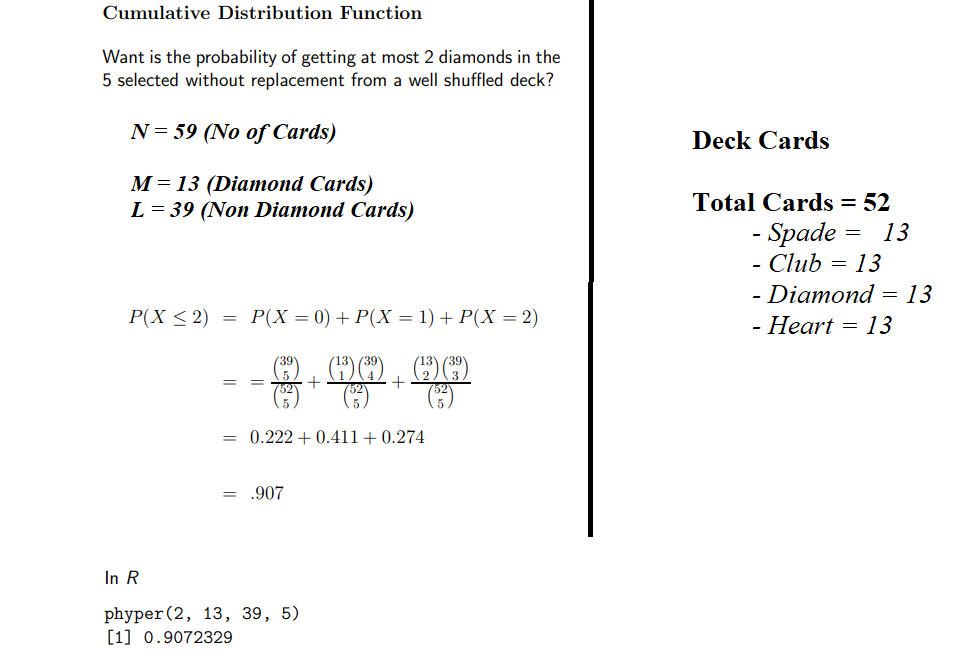 Cumulative Distribution Function
Want is the probability of getting at most 2 diamonds in the
5 selected without replacement from a well shuffled deck?
N = 59 (No of Cards)
M = 13 (Diamond Cards)
L = 39 (Non Diamond Cards)
P(X ≤ 2) = P(X = 0) + P(X = 1) + P(X = 2)
= = \frac{\binom{39}{5}}{\binom{52}{5}} + \frac{\binom{13}{1}\binom{39}{4}}{\binom{52}{5}} + \frac{\binom{13}{2}\binom{39}{3}}{\binom{52}{5}}
= 0.222 + 0.411 + 0.274
= .907
In R
phyper(2, 13, 39, 5)
[1] 0.9072329
Deck Cards
Total Cards = 52
- Spade = 13
- Club = 13
- Diamond = 13
- Heart = 13